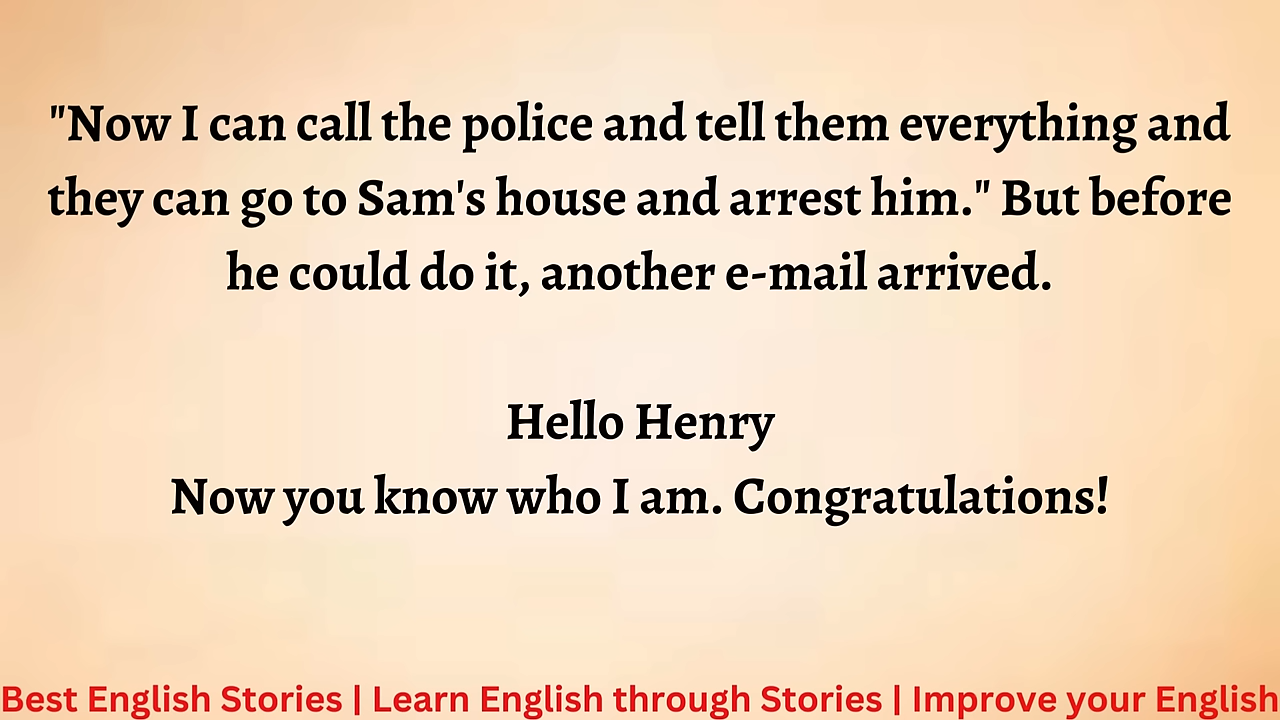 "Now I can call the police and tell them everything and
they can go to Sam's house and arrest him." But before
he could do it, another e-mail arrived.
Hello Henry
Now you know who I am. Congratulations!
Best English Stories | Learn English through Stories | Improve your English